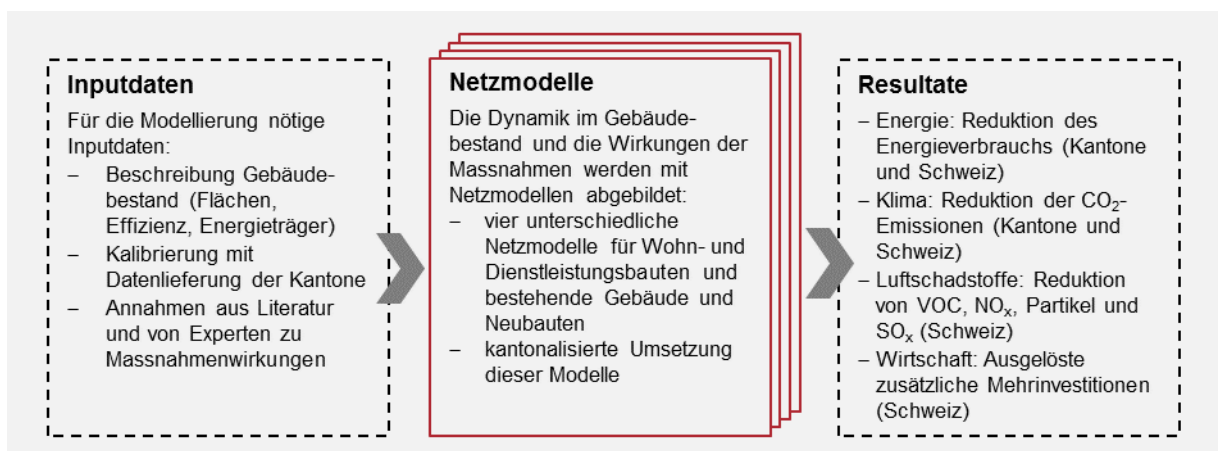 Inputdaten
Für die Modellierung nötige
Inputdaten:
– Beschreibung Gebäude-
bestand (Flächen,
Effizienz, Energieträger)
– Kalibrierung mit
Datenlieferung der Kantone
– Annahmen aus Literatur
und von Experten zu
Massnahmenwirkungen
Netzmodelle
Die Dynamik im Gebäude-
bestand und die Wirkungen der
Massnahmen werden mit
Netzmodellen abgebildet:
– vier unterschiedliche
Netzmodelle für Wohn- und
Dienstleistungsbauten und
bestehende Gebäude und
Neubauten
– kantonalisierte Umsetzung
dieser Modelle
Resultate
– Energie: Reduktion des
Energieverbrauchs (Kantone
und Schweiz)
– Klima: Reduktion der CO₂-
Emissionen (Kantone und
Schweiz)
– Luftschadstoffe: Reduktion
von VOC, NOₓ, Partikel und
SOₓ (Schweiz)
– Wirtschaft: Ausgelöste
zusätzliche Mehrinvestitionen
(Schweiz)